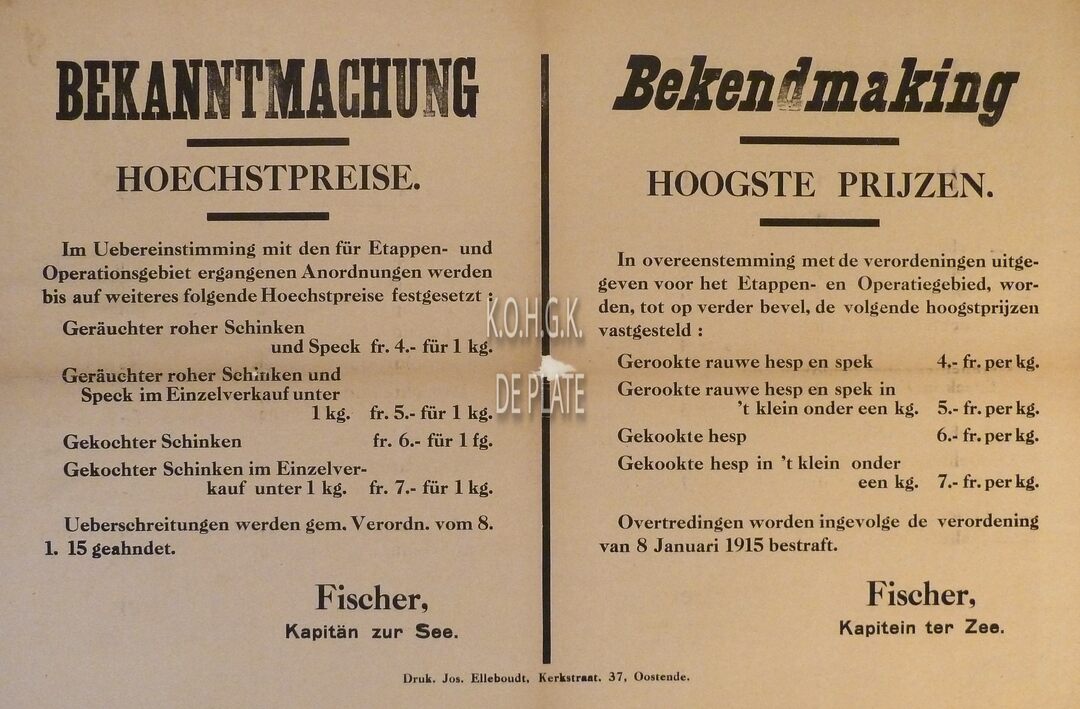 BEKANNTMACHUNG
HOECHSTPREISE.
Im Uebereinstimming mit den für Etappen- und
Operationsgebiet ergangenen Anordnungen werden
bis auf weiteres folgende Hoechstpreise festgesetzt :
Geräuchter roher Schinken
und Speck fr. 4.- für 1 kg.
Geräuchter roher Schinken und
Speck im Einzelverkauf unter
1 kg. fr. 5.- für 1 kg.
Gekochter Schinken fr. 6.- für 1 fg.
Gekochter Schinken im Einzelver-
kauf unter 1 kg. fr. 7.- für 1 kg.
Ueberschreitungen werden gem. Verordn. vom 8.
1. 15 geahndet.
Fischer,
Kapitän zur See.
Bekendmaking
HOOGSTE PRIJZEN.
In overeenstemming met de verordeningen uitge-
geven voor het Etappen- en Operatiegebied, wor-
den, tot op verder bevel, de volgende hoogstprijzen
vastgesteld :
Gerookte rauwe hesp en spek 4.- fr. per kg.
Gerookte rauwe hesp en spek in
't klein onder een kg. 5.- fr. per kg.
Gekookte hesp 6.- fr. per kg.
Gekookte hesp in 't klein onder
een kg. 7.- fr. per kg.
Overtredingen worden ingevolge de verordening
van 8 Januari 1915 bestraft.
Fischer,
Kapitein ter Zee.
Druk. Jos. Elleboudt, Kerkstraat. 37, Oostende.
K.O.H.G.K.
DE PLATE